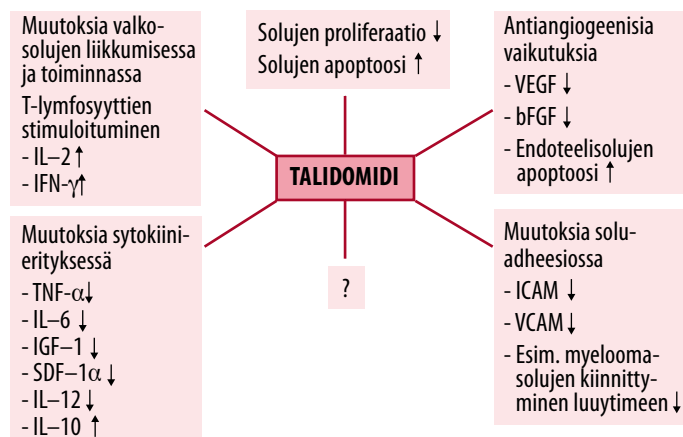 Muutoksia valko-
solujen liikkumisessa
ja toiminnassa
T-lymfosyyttien
stimuloituminen
- IL–2 ↑
- IFN-γ↑
Solujen proliferaatio ↓
Solujen apoptoosi ↑
Antiangiogeenisia
vaikutuksia
- VEGF ↓
- bFGF ↓
- Endoteelisolujen
apoptoosi ↑
TALIDOMIDI
Muutoksia sytokiini-
erityksessä
- TNF-α↓
- IL–6 ↓
- IGF–1 ↓
- SDF–1α ↓
- IL–12 ↓
- IL–10 ↑
?
Muutoksia solu-
adheesiossa
- ICAM ↓
- VCAM ↓
- Esim. myelooma-
solujen kiinnitty-
minen luuytimeen ↓